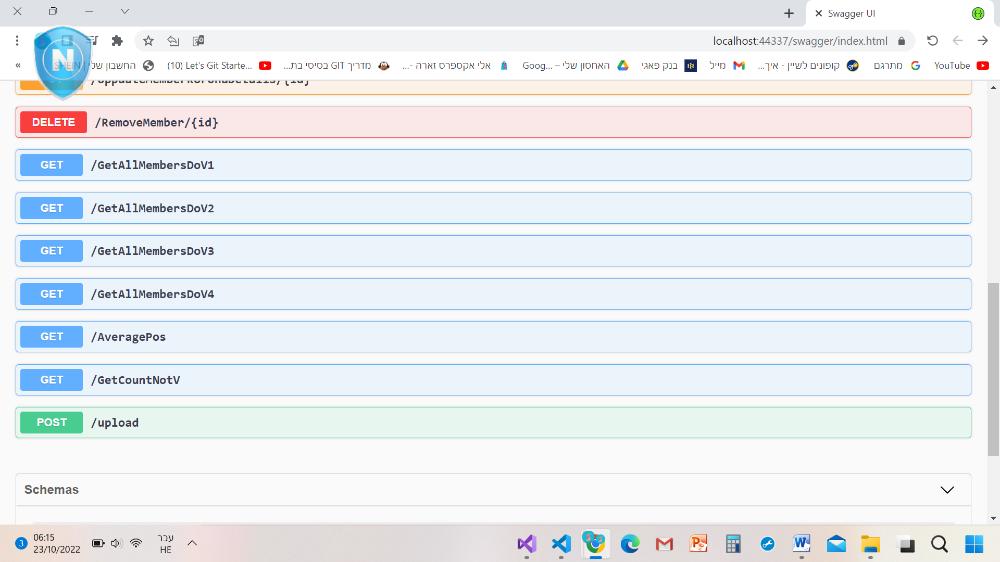 Swagger UI
localhost:44337/swagger/index.html
YouTube
מתרגם
קופונים לשיין - איך...
מייל
בנק פאגי
האחסון שלי – Goog...
אלי אקספרס זארה -...
מדריך GIT בסיסי בת...
(10) Let's Git Starte...
החשבון שלי | SHEIN
«
N
/UppdateMemberKoronaDetails/{id}
DELETE /RemoveMember/{id}
GET /GetAllMembersDoV1
GET /GetAllMembersDoV2
GET /GetAllMembersDoV3
GET /GetAllMembersDoV4
GET /AveragePos
GET /GetCountNotV
POST /upload
Schemas
3
06:15
23/10/2022
עבר
HE